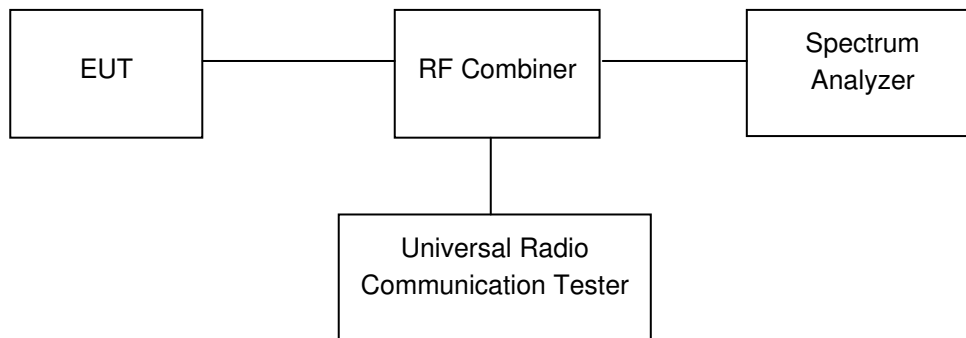 EUT
RF Combiner
Spectrum
Analyzer
Universal Radio
Communication Tester